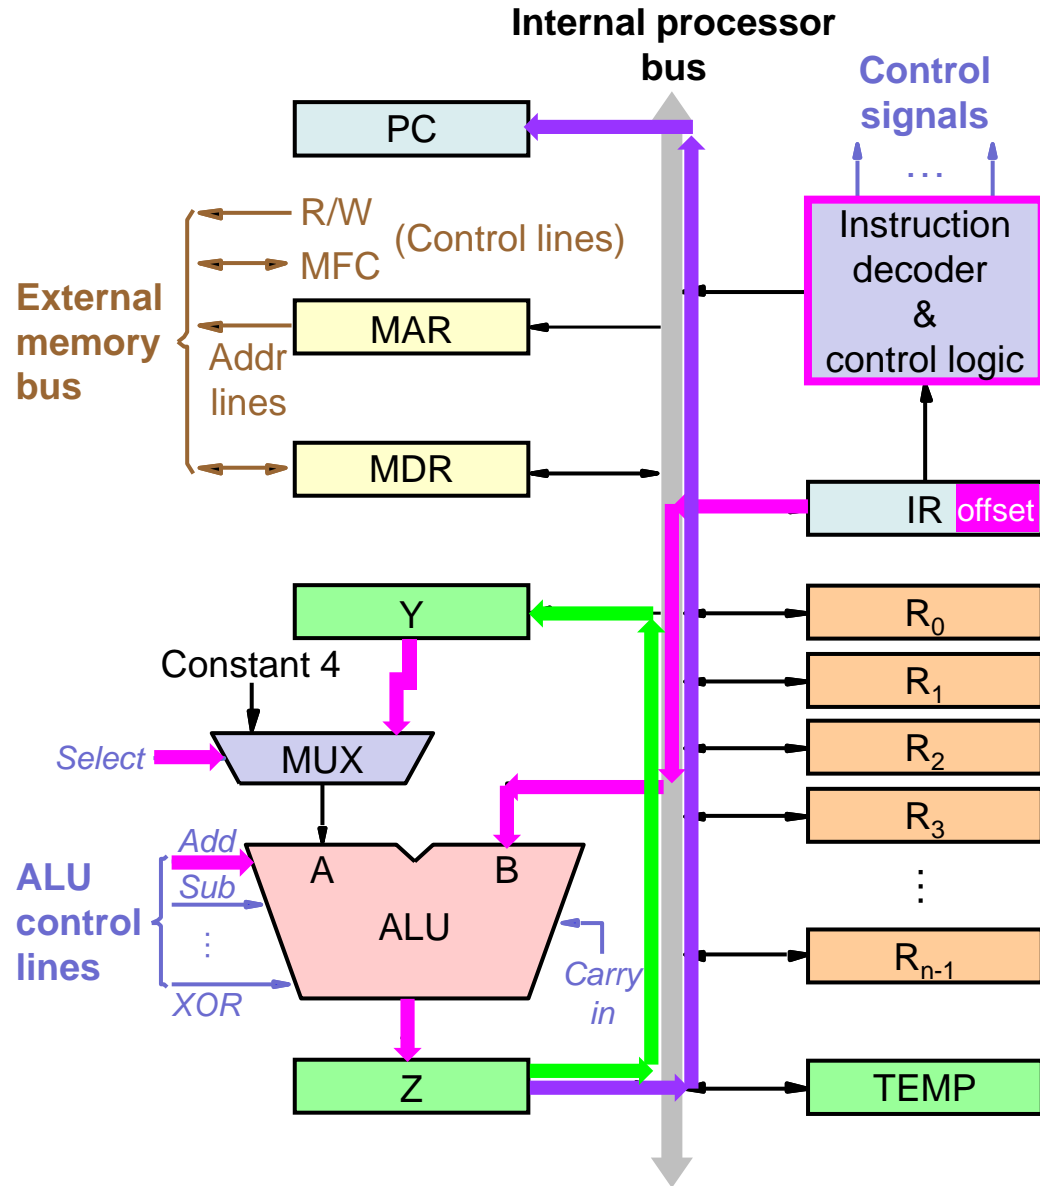 Internal processor
bus
Control
signals
...
PC
R/W
(Control lines)
MFC
External
memory
bus
MAR
Addr
lines
MDR
Instruction
decoder
&
control logic
IR
offset
Y
Constant 4
Select
MUX
R0
R1
R2
R3
⋮
Rn-1
ALU
control
lines
Add
Sub
⋮
XOR
A
B
ALU
Carry
in
Z
TEMP